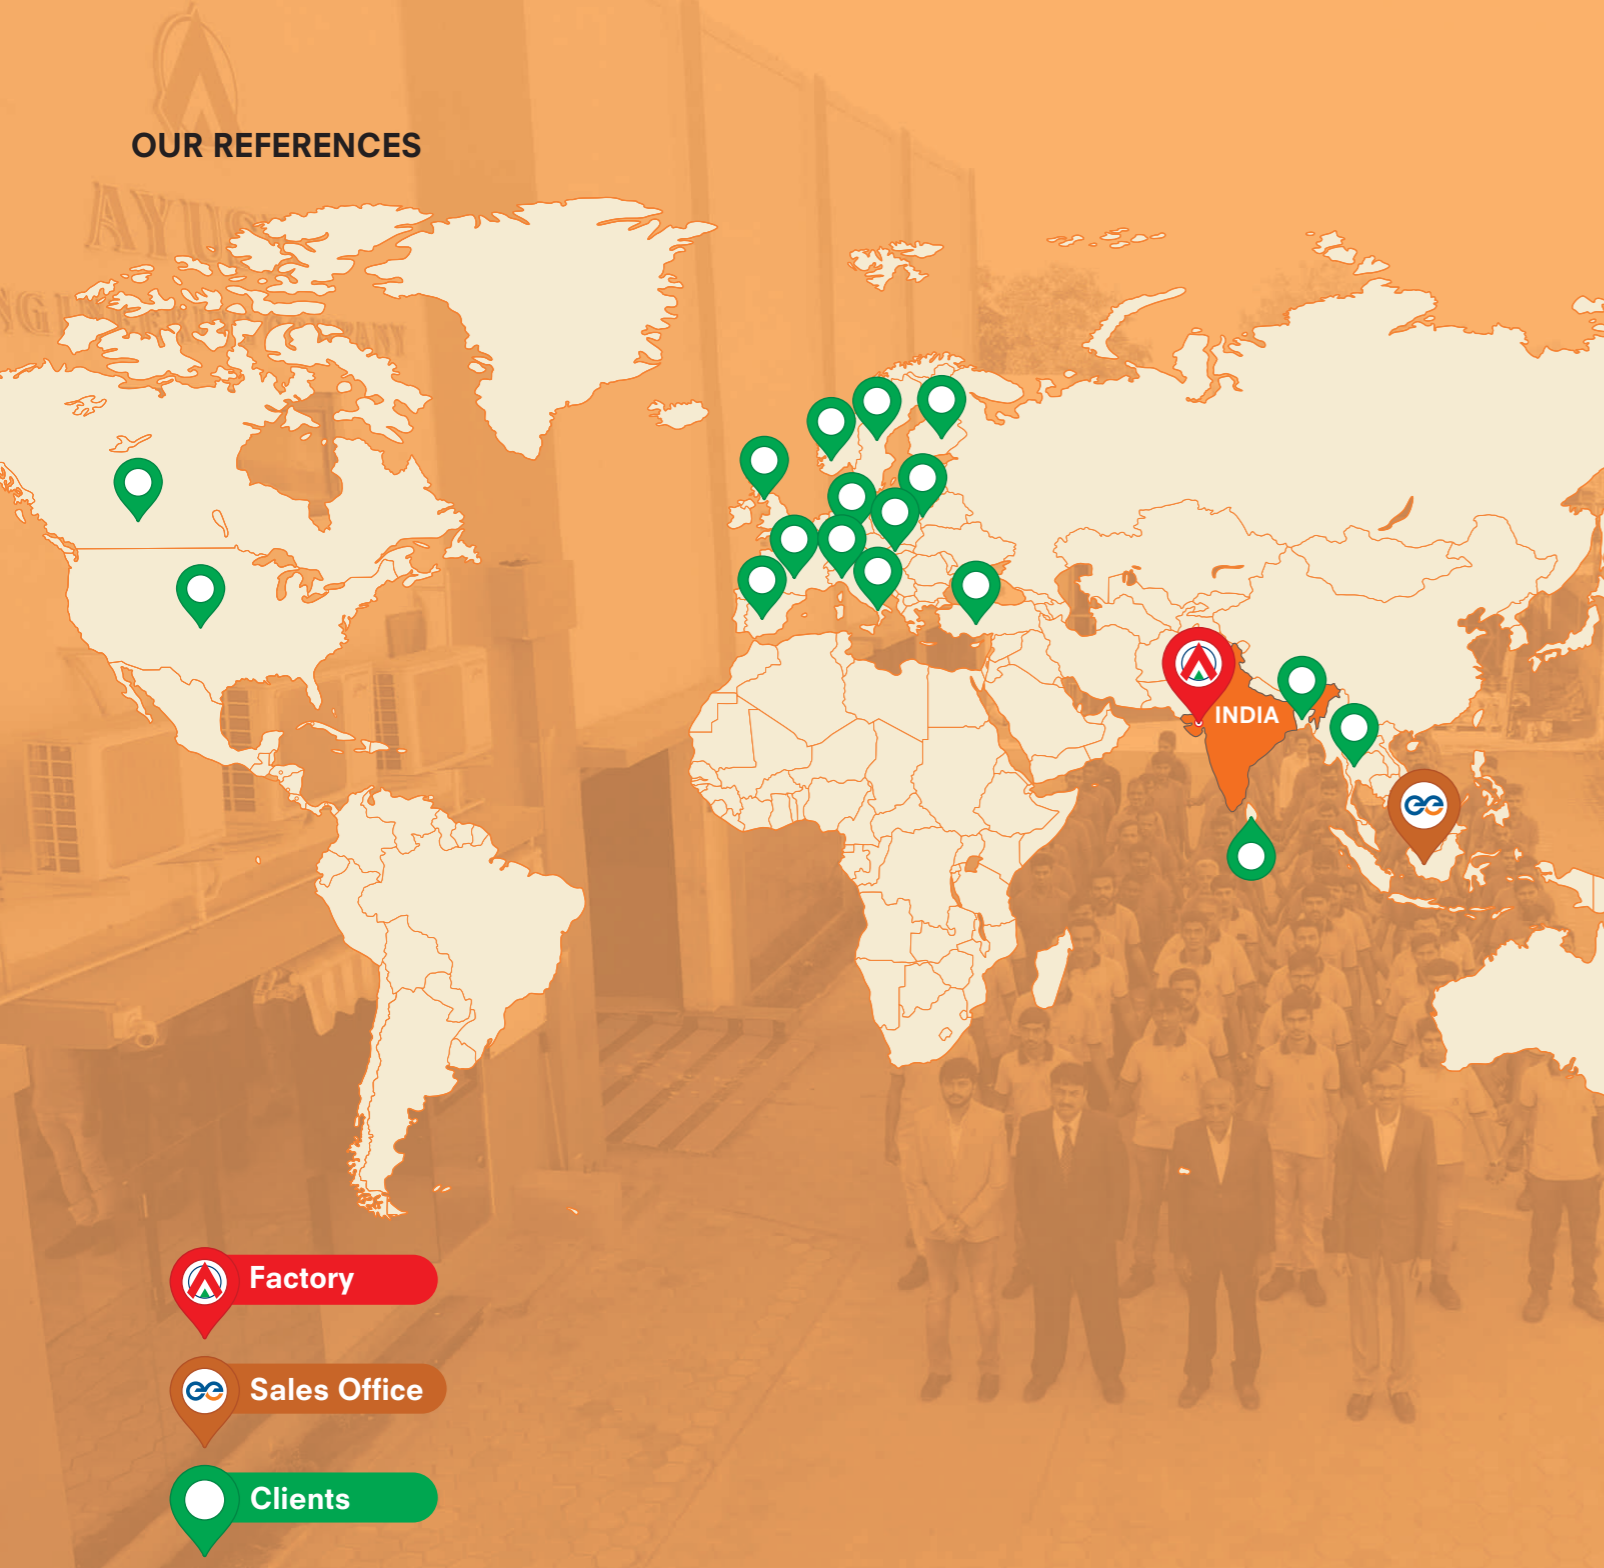 OUR REFERENCES
INDIA
Factory
Sales Office
Clients